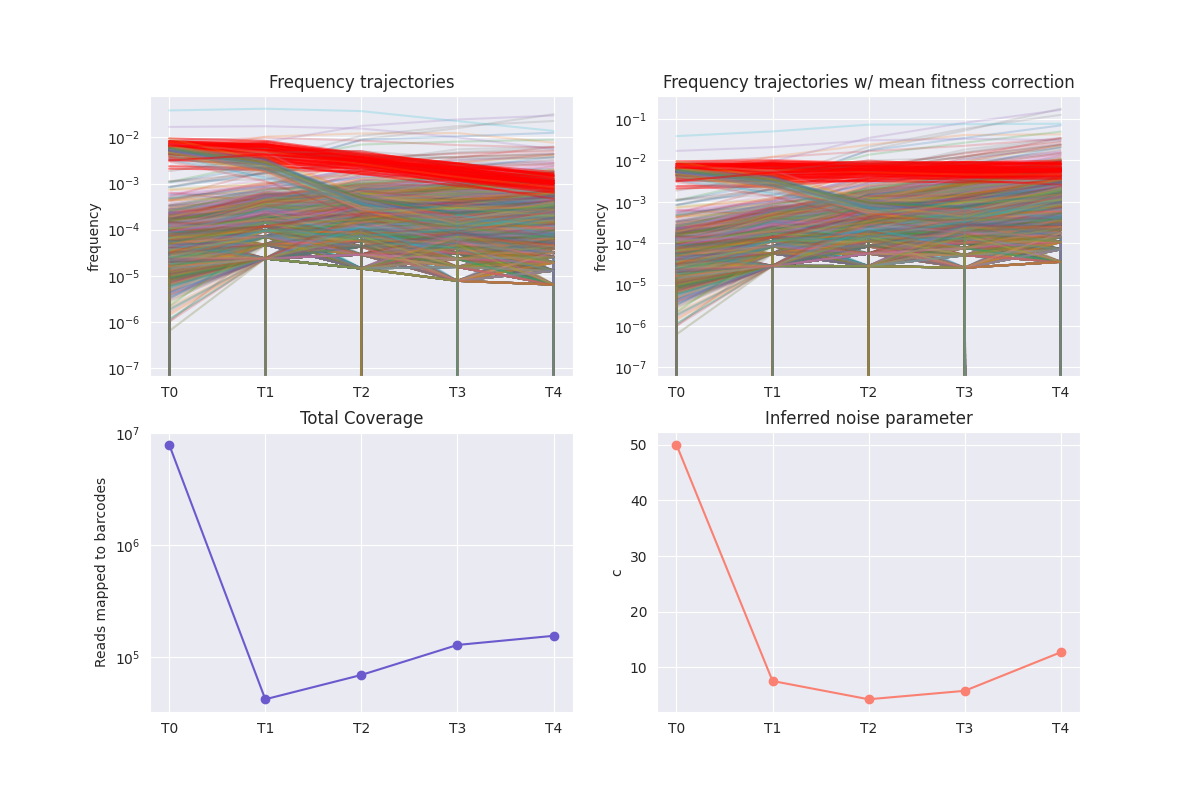 Frequency trajectories
frequency
10⁻²
10⁻³
10⁻⁴
10⁻⁵
10⁻⁶
10⁻⁷
T0 T1 T2 T3 T4
Frequency trajectories w/ mean fitness correction
frequency
10⁻¹
10⁻²
10⁻³
10⁻⁴
10⁻⁵
10⁻⁶
10⁻⁷
T0 T1 T2 T3 T4
Total Coverage
Reads mapped to barcodes
10⁷
10⁶
10⁵
T0 T1 T2 T3 T4
Inferred noise parameter
c
50
40
30
20
10
T0 T1 T2 T3 T4